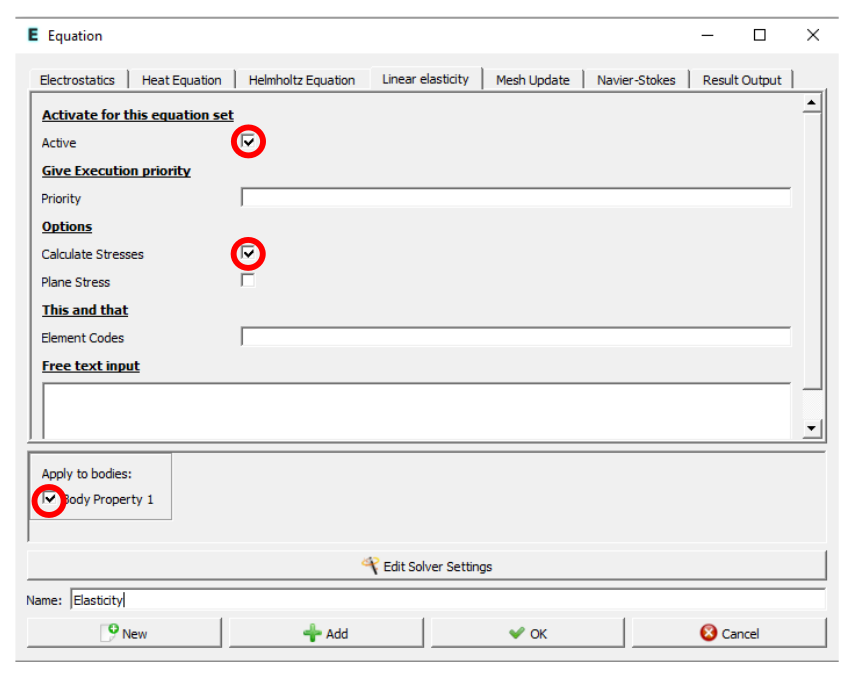 E Equation
Electrostatics Heat Equation Helmholtz Equation Linear elasticity Mesh Update Navier-Stokes Result Output
Activate for this equation set
Active
Give Execution priority
Priority
Options
Calculate Stresses
Plane Stress
This and that
Element Codes
Free text input
Apply to bodies:
Body Property 1
Edit Solver Settings
Name: Elasticity
New Add OK Cancel